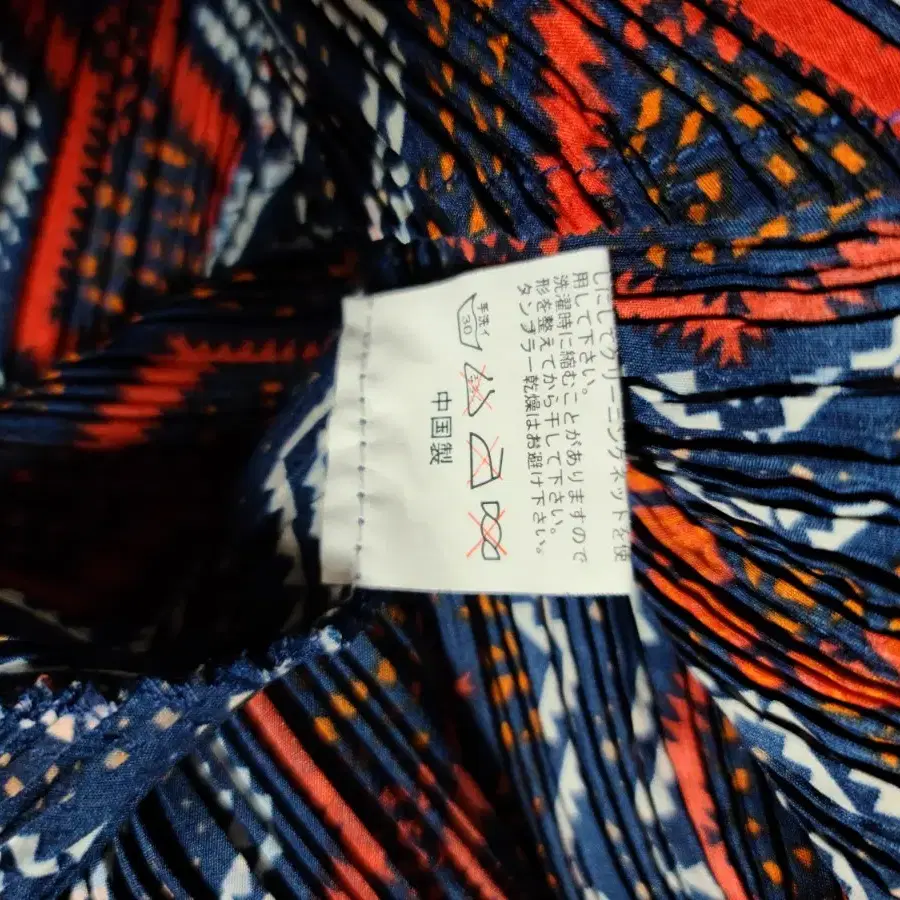 しにしてクリーニングネットを使
用して下さい。
洗濯時に縮むことがありますので
形を整えてから干して下さい。
タンブラー乾燥はお避け下さい。
手洗イ
30
中国製